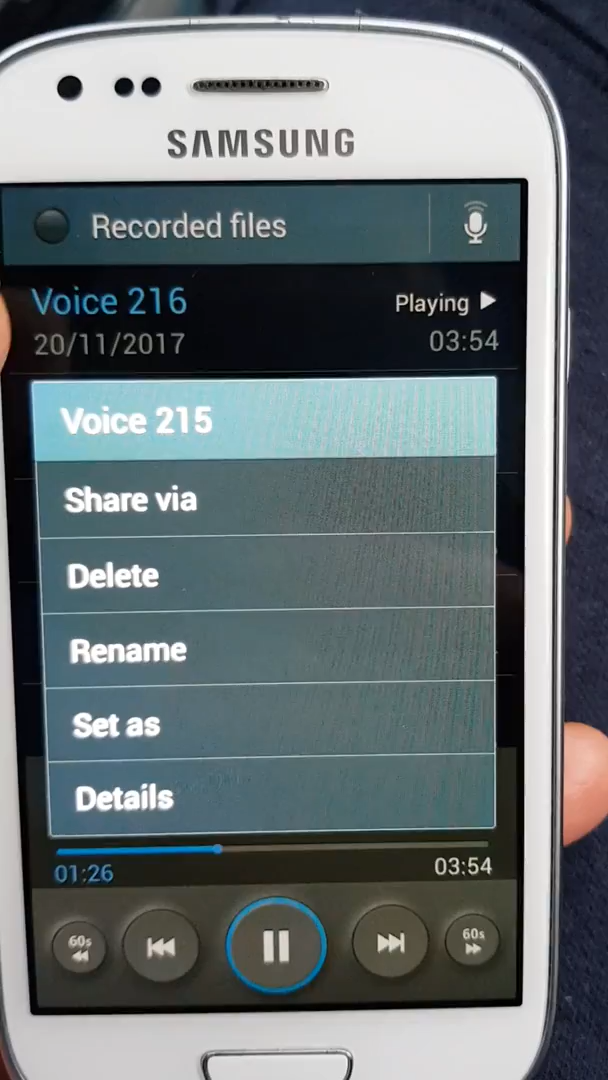 SAMSUNG
Recorded files
Voice 216
Playing
20/11/2017
03:54
Voice 215
Share via
Delete
Rename
Set as
Details
01:26
03:54
60s
60s